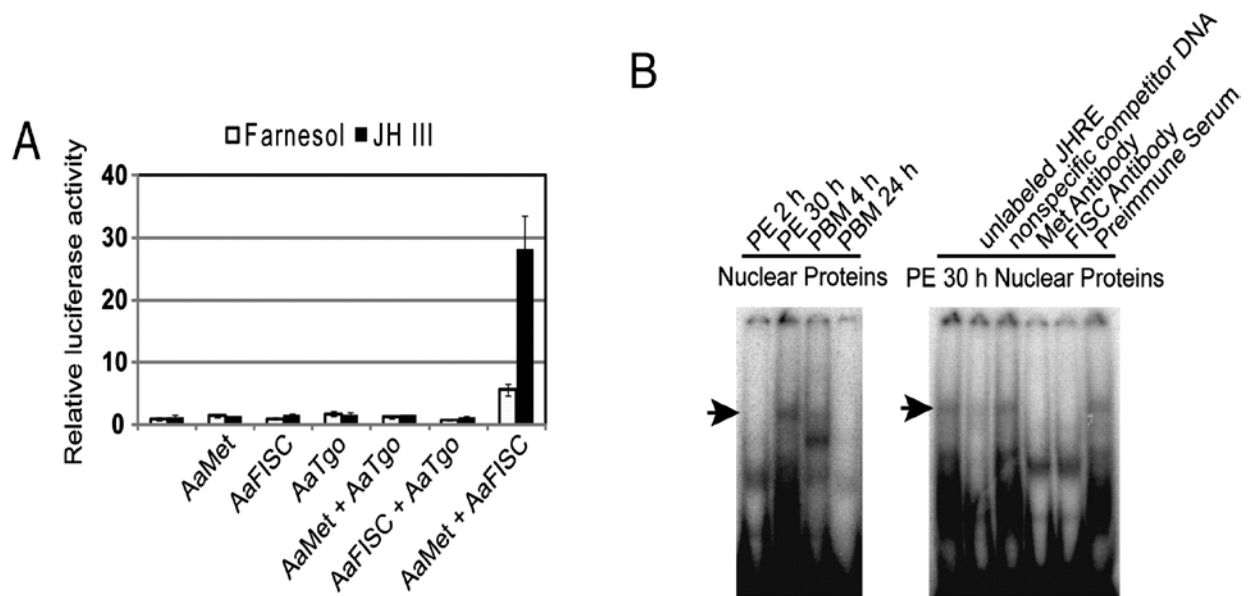 A
Farnesol JH III
Relative luciferase activity
40
30
20
10
0
AaMet
AaFISC
AaTgo
AaMet + AaTgo
AaFISC + AaTgo
AaMet + AaFISC
B
PE 2 h
PE 30 h
PBM 4 h
PBM 24 h
Nuclear Proteins
unlabeled JHRE
nonspecific competitor DNA
Met Antibody
FISC Antibody
Preimmune Serum
PE 30 h Nuclear Proteins